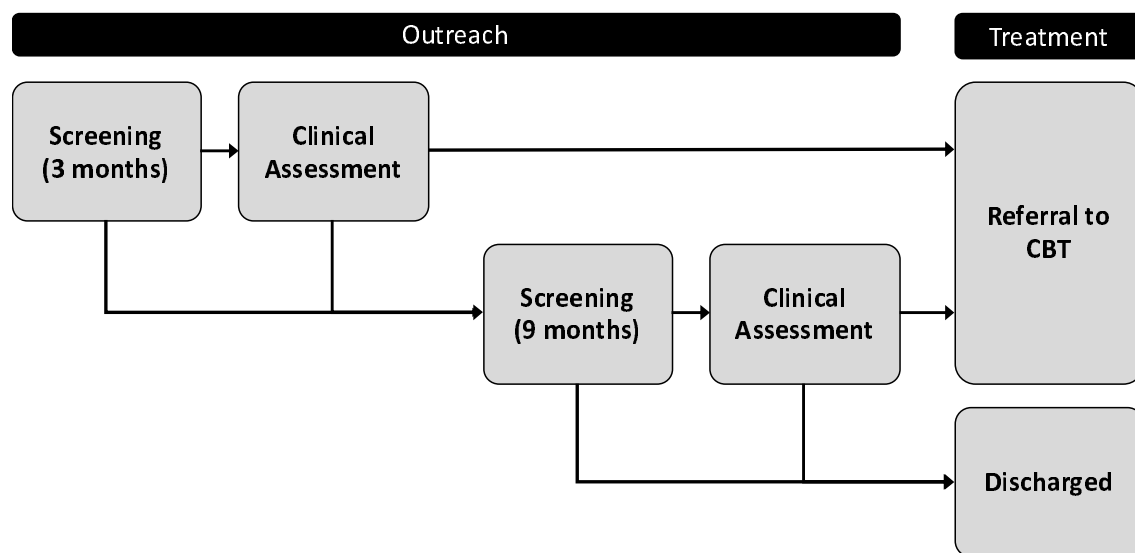 Outreach
Treatment
Screening
(3 months)
Clinical
Assessment
Referral to
CBT
Screening
(9 months)
Clinical
Assessment
Discharged